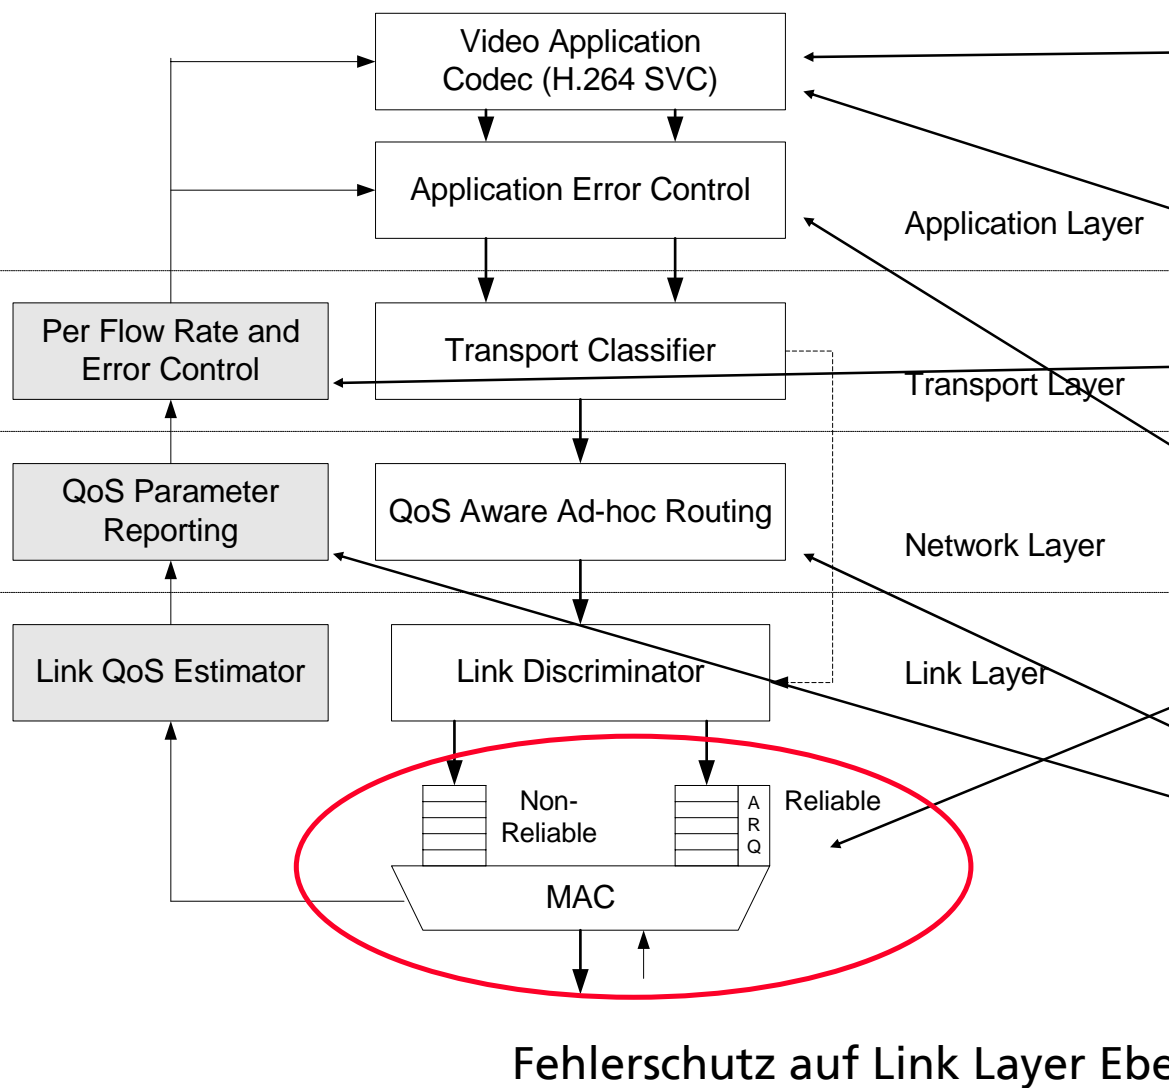 Video Application
Codec (H.264 SVC)
Application Error Control
Application Layer
Per Flow Rate and
Error Control
Transport Classifier
Transport Layer
QoS Parameter
Reporting
QoS Aware Ad-hoc Routing
Network Layer
Link QoS Estimator
Link Discriminator
Link Layer
Non-
Reliable
A
R
Q
Reliable
MAC
Fehlerschutz auf Link Layer Ebe